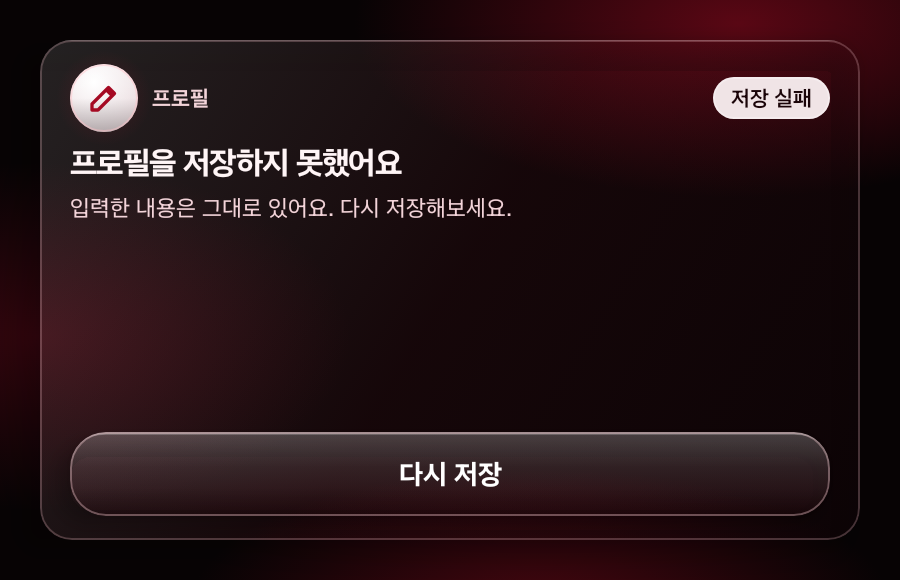 프로필
저장 실패
프로필을 저장하지 못했어요
입력한 내용은 그대로 있어요. 다시 저장해보세요.
다시 저장